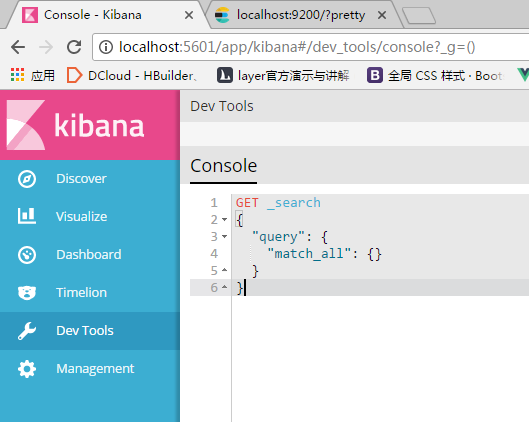 Console - Kibana
localhost:9200/?pretty
localhost:5601/app/kibana#/dev_tools/console?_g=()
应用 DCloud - HBuilder、 layer官方演示与讲解 B 全局 CSS 样式 · Boots
kibana
Dev Tools
Discover
Visualize
Dashboard
Timelion
Dev Tools
Management
Console
1 GET _search
2 {
3 "query": {
4 "match_all": {}
5 }
6 }